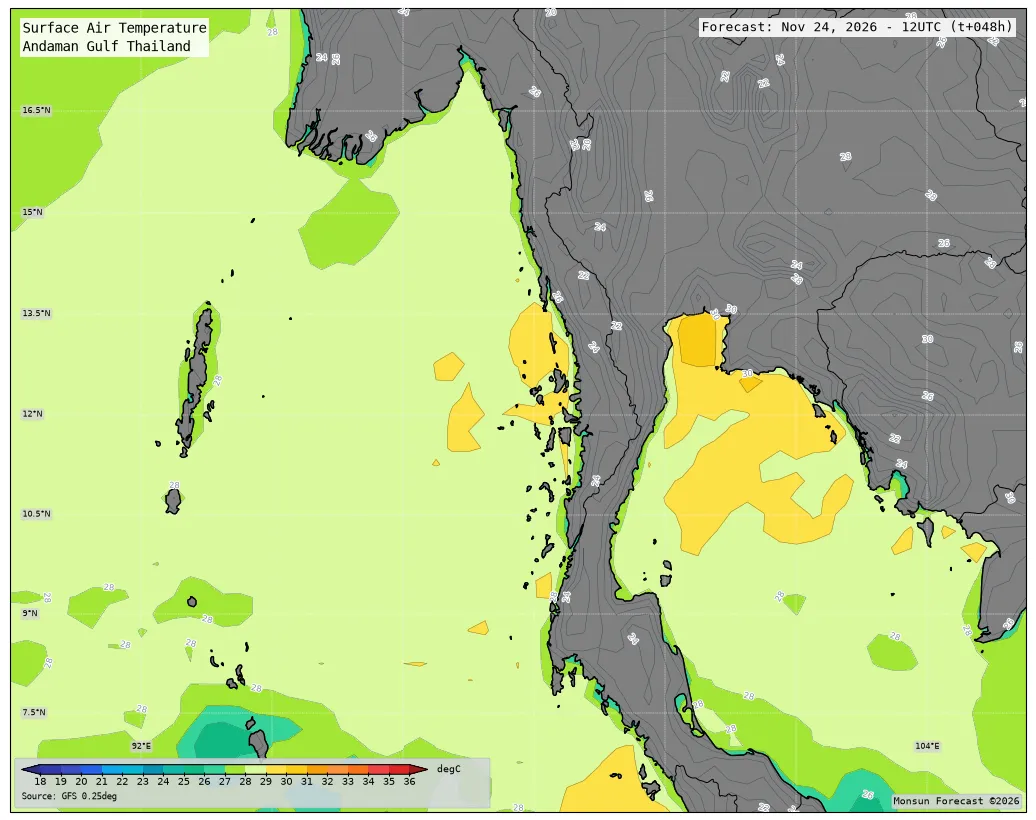 Surface Air Temperature
Andaman Gulf Thailand
Forecast: Nov 24, 2026 - 12UTC (t+048h)
16.5°N
15°N
13.5°N
12°N
10.5°N
9°N
7.5°N
92°E
104°E
18 19 20 21 22 23 24 25 26 27 28 29 30 31 32 33 34 35 36
degC
Source: GFS 0.25deg
Monsun Forecast ©2026